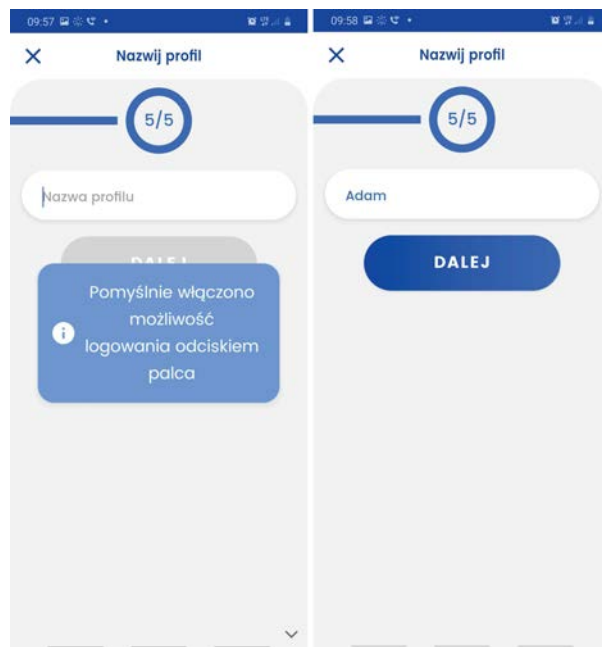 09:57
Nazwij profil
5/5
Nazwa profilu
DALEJ
Pomyślnie włączono
możliwość
logowania odciskiem
palca
09:58
Nazwij profil
5/5
Adam
DALEJ